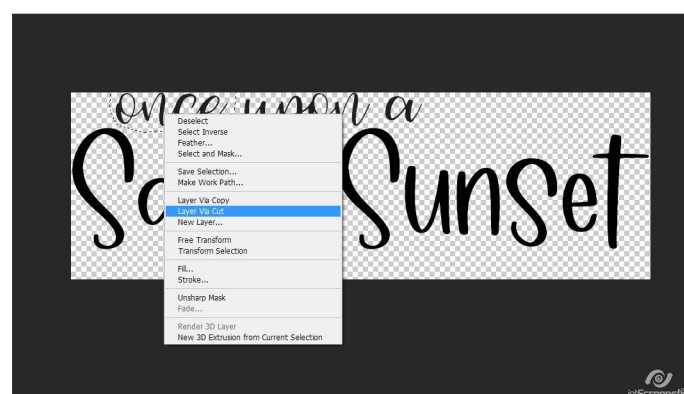 once upon a
Sunset
Deselect
Select Inverse
Feather...
Select and Mask...
Save Selection...
Make Work Path...
Layer Via Copy
Layer Via Cut
New Layer...
Free Transform
Transform Selection
Fill...
Stroke...
Unsharp Mask
Fade...
Render 3D Layer
New 3D Extrusion from Current Selection